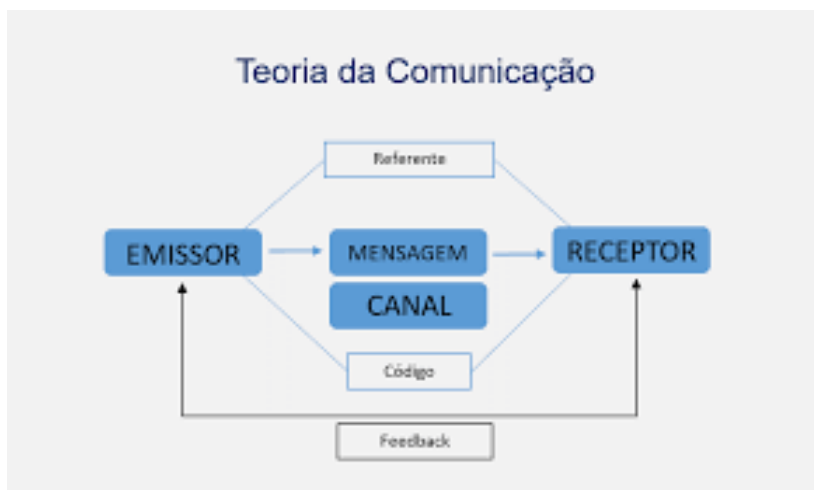 Teoria da Comunicação
Referente
EMISSOR
MENSAGEM
RECEPTOR
CANAL
Código
Feedback